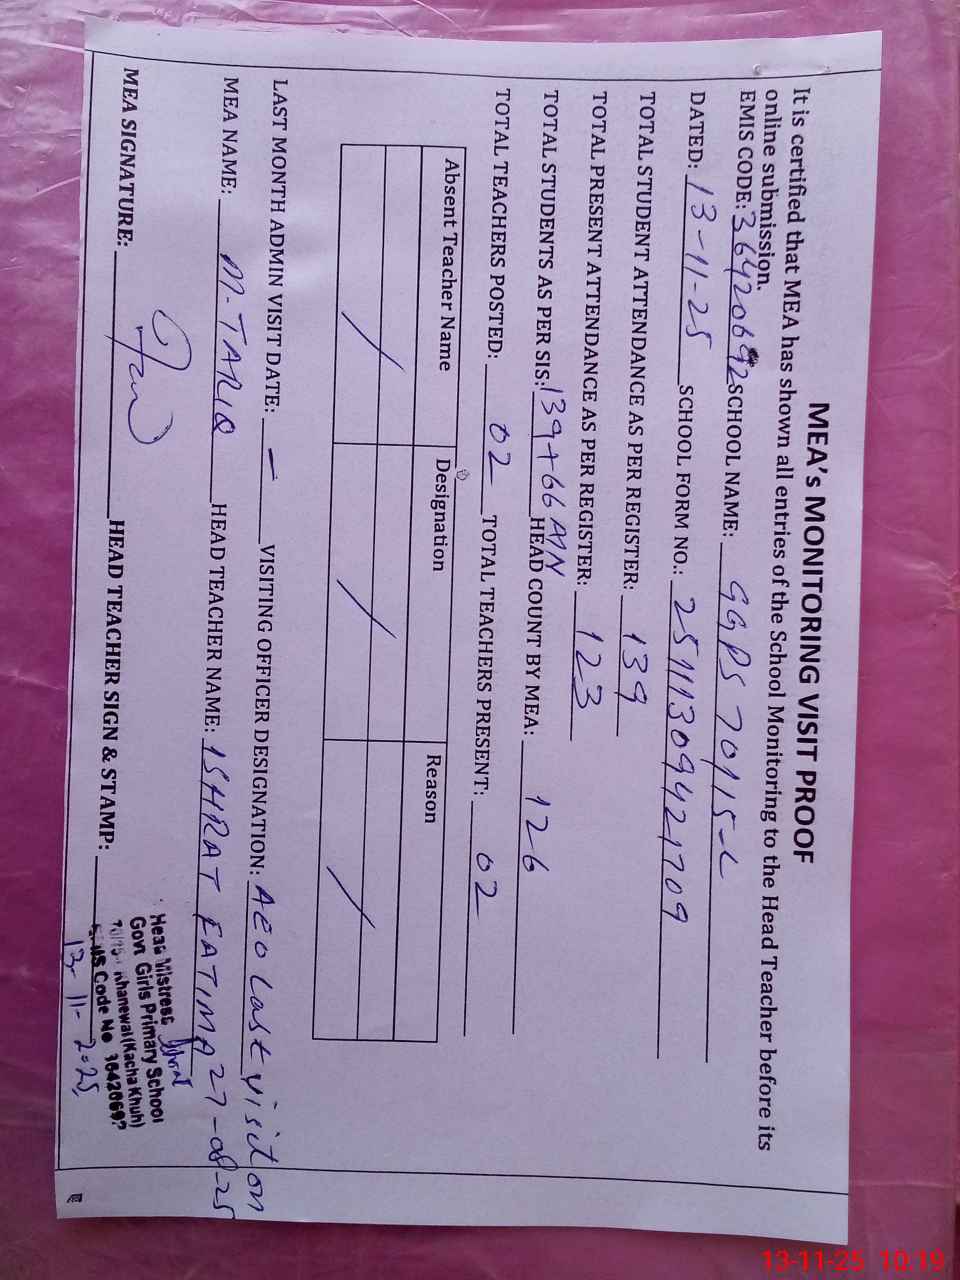 MEA's MONITORING VISIT PROOF
It is certified that MEA has shown all entries of the School Monitoring to the Head Teacher before its
online submission.
EMIS CODE: 36420692 SCHOOL NAME: GGPS 70/15-L
DATED: 13-11-25 SCHOOL FORM NO.: 25111309421709
TOTAL STUDENT ATTENDANCE AS PER REGISTER: 139
TOTAL PRESENT ATTENDANCE AS PER REGISTER: 123
TOTAL STUDENTS AS PER SIS: 139+66 AN HEAD COUNT BY MEA: 126
TOTAL TEACHERS POSTED: 02 TOTAL TEACHERS PRESENT: 02
Absent Teacher Name Designation Reason
/ / /
LAST MONTH ADMIN VISIT DATE: — VISITING OFFICER DESIGNATION: AEO Last visit on
27-08-25
MEA NAME: M. TARIQ HEAD TEACHER NAME: ISHRAT FATIMA
MEA SIGNATURE: HEAD TEACHER SIGN & STAMP:
Head Mistress
Govt Girls Primary School
70/15-L Khanewal (Kacha Khuh)
EMIS Code No 36420692
13-11-2025
13-11-25 10:19